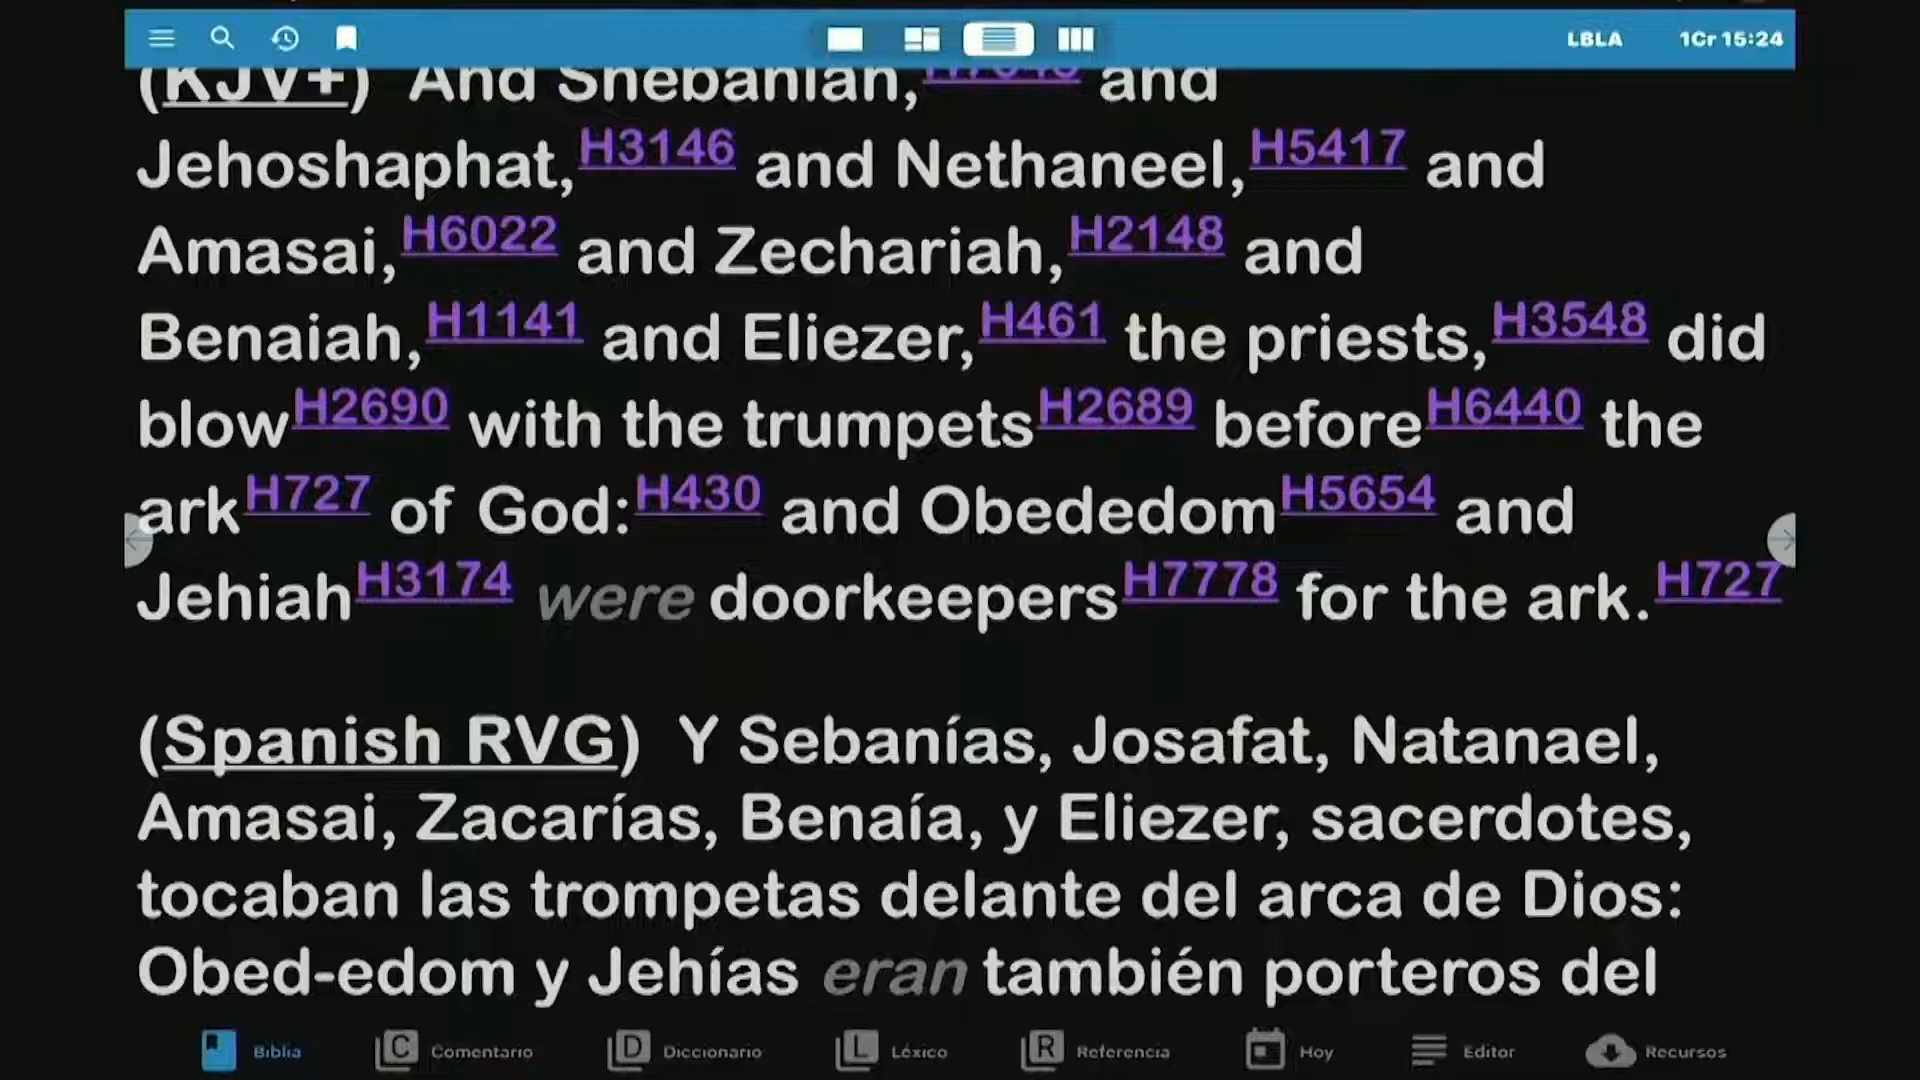 LBLA 1Cr 15:24
(KJV+) And Shebaniah, and
Jehoshaphat,H3146 and Nethaneel,H5417 and
Amasai,H6022 and Zechariah,H2148 and
Benaiah,H1141 and Eliezer,H461 the priests,H3548 did
blowH2690 with the trumpetsH2689 beforeH6440 the
arkH727 of God:H430 and ObededomH5654 and
JehiahH3174 were doorkeepersH7778 for the ark.H727
(Spanish RVG) Y Sebanías, Josafat, Natanael,
Amasai, Zacarías, Benaía, y Eliezer, sacerdotes,
tocaban las trompetas delante del arca de Dios:
Obed-edom y Jehías eran también porteros del
Biblia C Comentario D Diccionario L Léxico R Referencia Hoy Editor Recursos